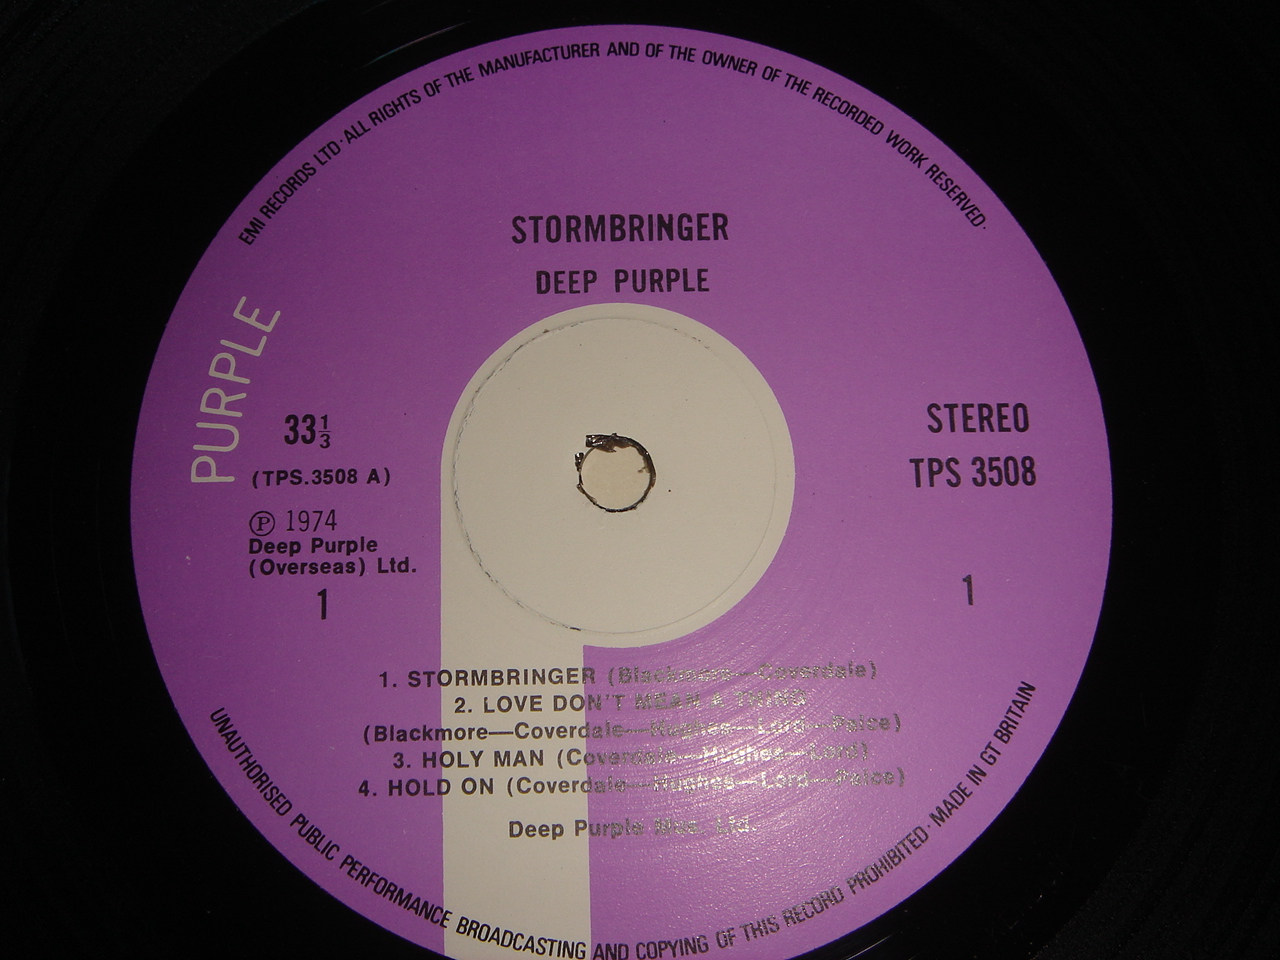 EMI RECORDS LTD · ALL RIGHTS OF THE MANUFACTURER AND OF THE OWNER OF THE RECORDED WORK RESERVED ·
STORMBRINGER
DEEP PURPLE
PURPLE
33⅓
(TPS.3508 A)
Ⓟ 1974
Deep Purple
(Overseas) Ltd.
1
STEREO
TPS 3508
1
1. STORMBRINGER (Blackmore—Coverdale)
2. LOVE DON'T MEAN A THING
(Blackmore—Coverdale—Hughes—Lord—Paice)
3. HOLY MAN (Coverdale—Hughes—Lord)
4. HOLD ON (Coverdale—Hughes—Lord—Paice)
Deep Purple Mus. Ltd.
UNAUTHORISED PUBLIC PERFORMANCE BROADCASTING AND COPYING OF THIS RECORD PROHIBITED · MADE IN GT BRITAIN